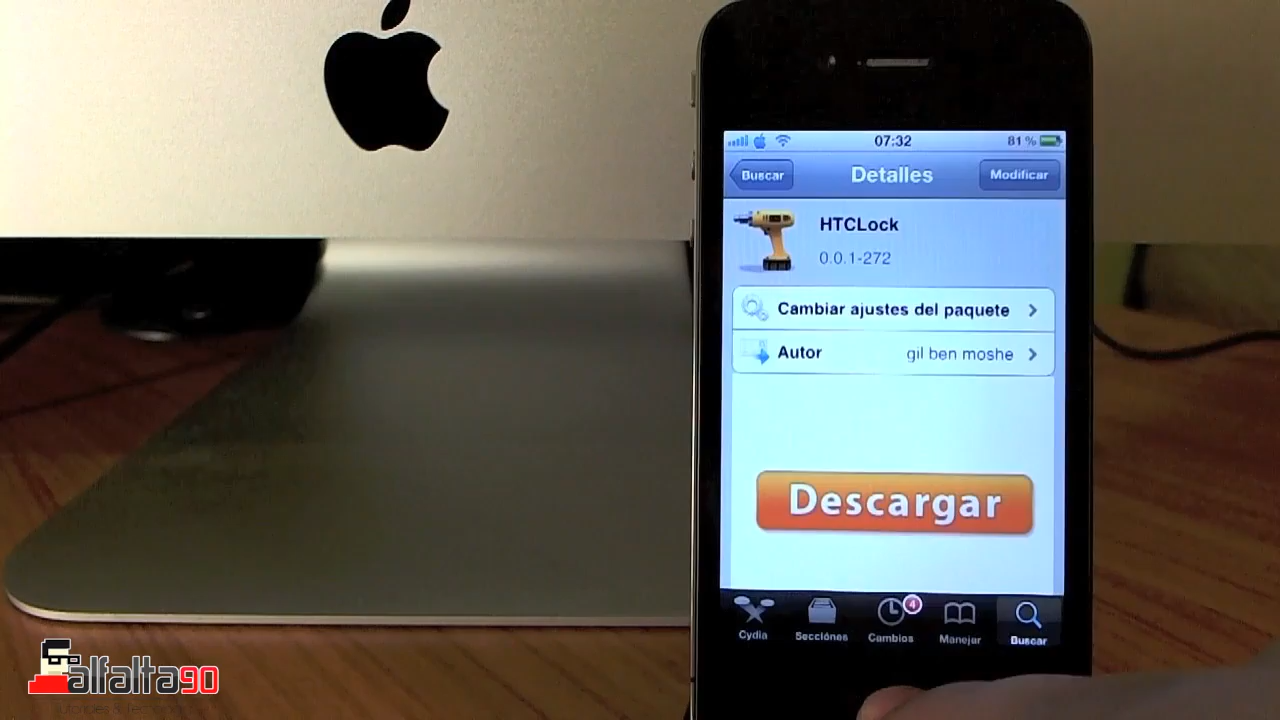 07:32
81 %
Buscar
Detalles
Modificar
HTCLock
0.0.1-272
Cambiar ajustes del paquete
Autor gil ben moshe
Descargar
4
Cydia Secciónes Cambios Manejar Buscar
alfalta90